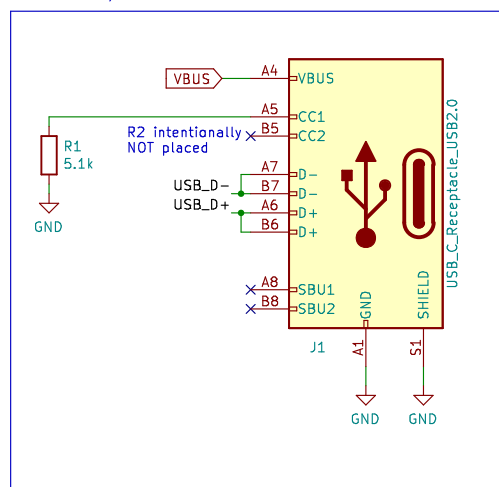 A4
VBUS
VBUS
A5
CC1
R2 intentionally
NOT placed
B5
CC2
R1
5.1k
GND
A7
D-
USB_D-
B7
D-
USB_D+
A6
D+
B6
D+
A8
SBU1
B8
SBU2
GND
SHIELD
USB_C_Receptacle_USB2.0
J1
A1
S1
GND
GND